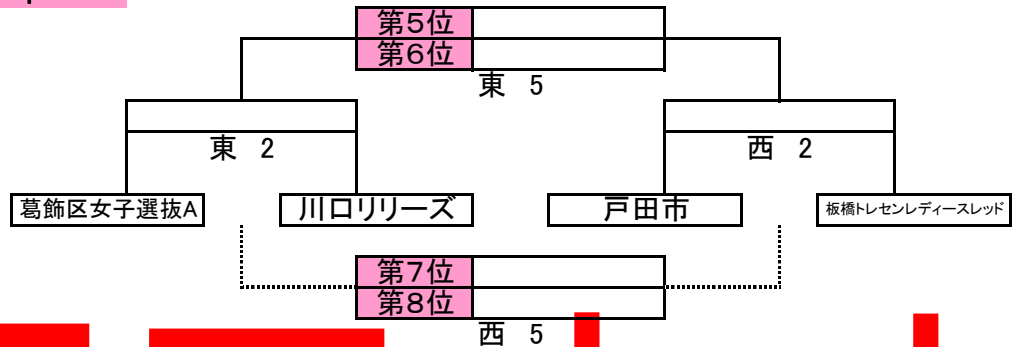 第5位
第6位
東 5
東 2
西 2
葛飾区女子選抜A
川口リリーズ
戸田市
板橋トレセンレディースレッド
第7位
第8位
西 5